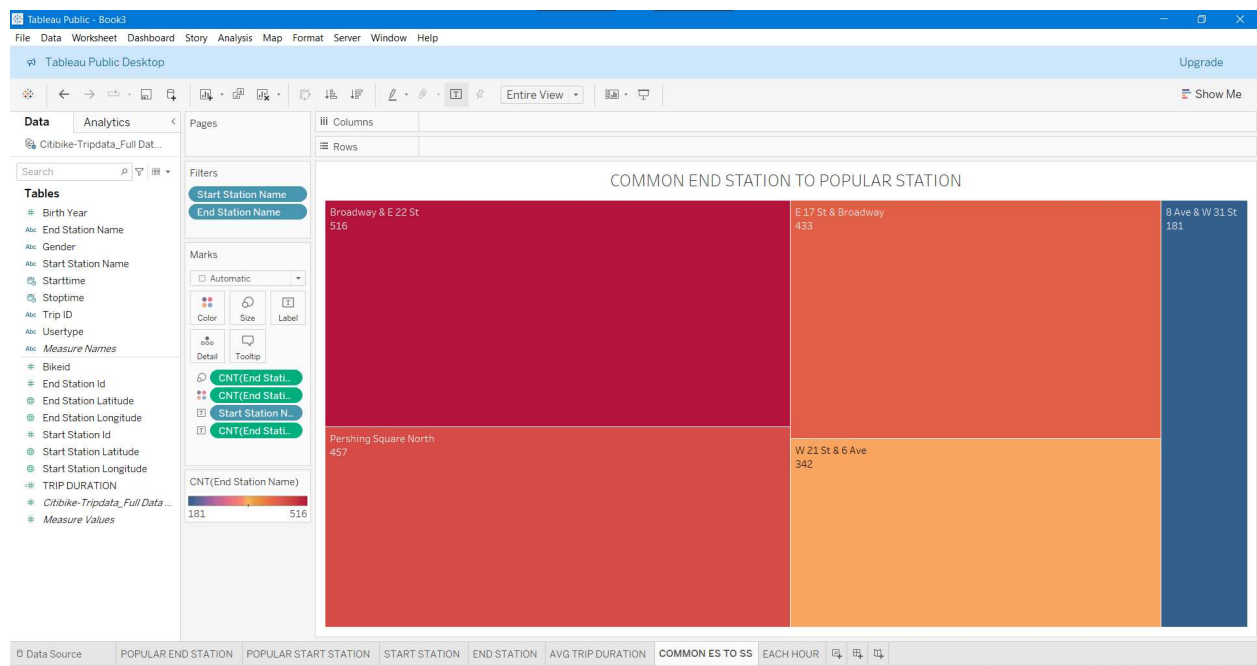 Tableau Public - Book3
File Data Worksheet Dashboard Story Analysis Map Format Server Window Help
Tableau Public Desktop
Upgrade
Entire View
Show Me
Data Analytics
Citibike-Tripdata_Full Dat...
Search
Tables
# Birth Year
Abc End Station Name
Abc Gender
Abc Start Station Name
Starttime
Stoptime
Abc Trip ID
Abc Usertype
Abc Measure Names
# Bikeid
# End Station Id
End Station Latitude
End Station Longitude
# Start Station Id
Start Station Latitude
Start Station Longitude
=# TRIP DURATION
# Citibike-Tripdata_Full Data ...
# Measure Values
Pages
Filters
Start Station Name
End Station Name
Marks
Automatic
Color Size Label
Detail Tooltip
CNT(End Stati..
CNT(End Stati..
Start Station N..
CNT(End Stati..
CNT(End Station Name)
181 516
iii Columns
Rows
COMMON END STATION TO POPULAR STATION
Broadway & E 22 St
516
E 17 St & Broadway
433
8 Ave & W 31 St
181
Pershing Square North
457
W 21 St & 6 Ave
342
Data Source POPULAR END STATION POPULAR START STATION START STATION END STATION AVG TRIP DURATION COMMON ES TO SS EACH HOUR